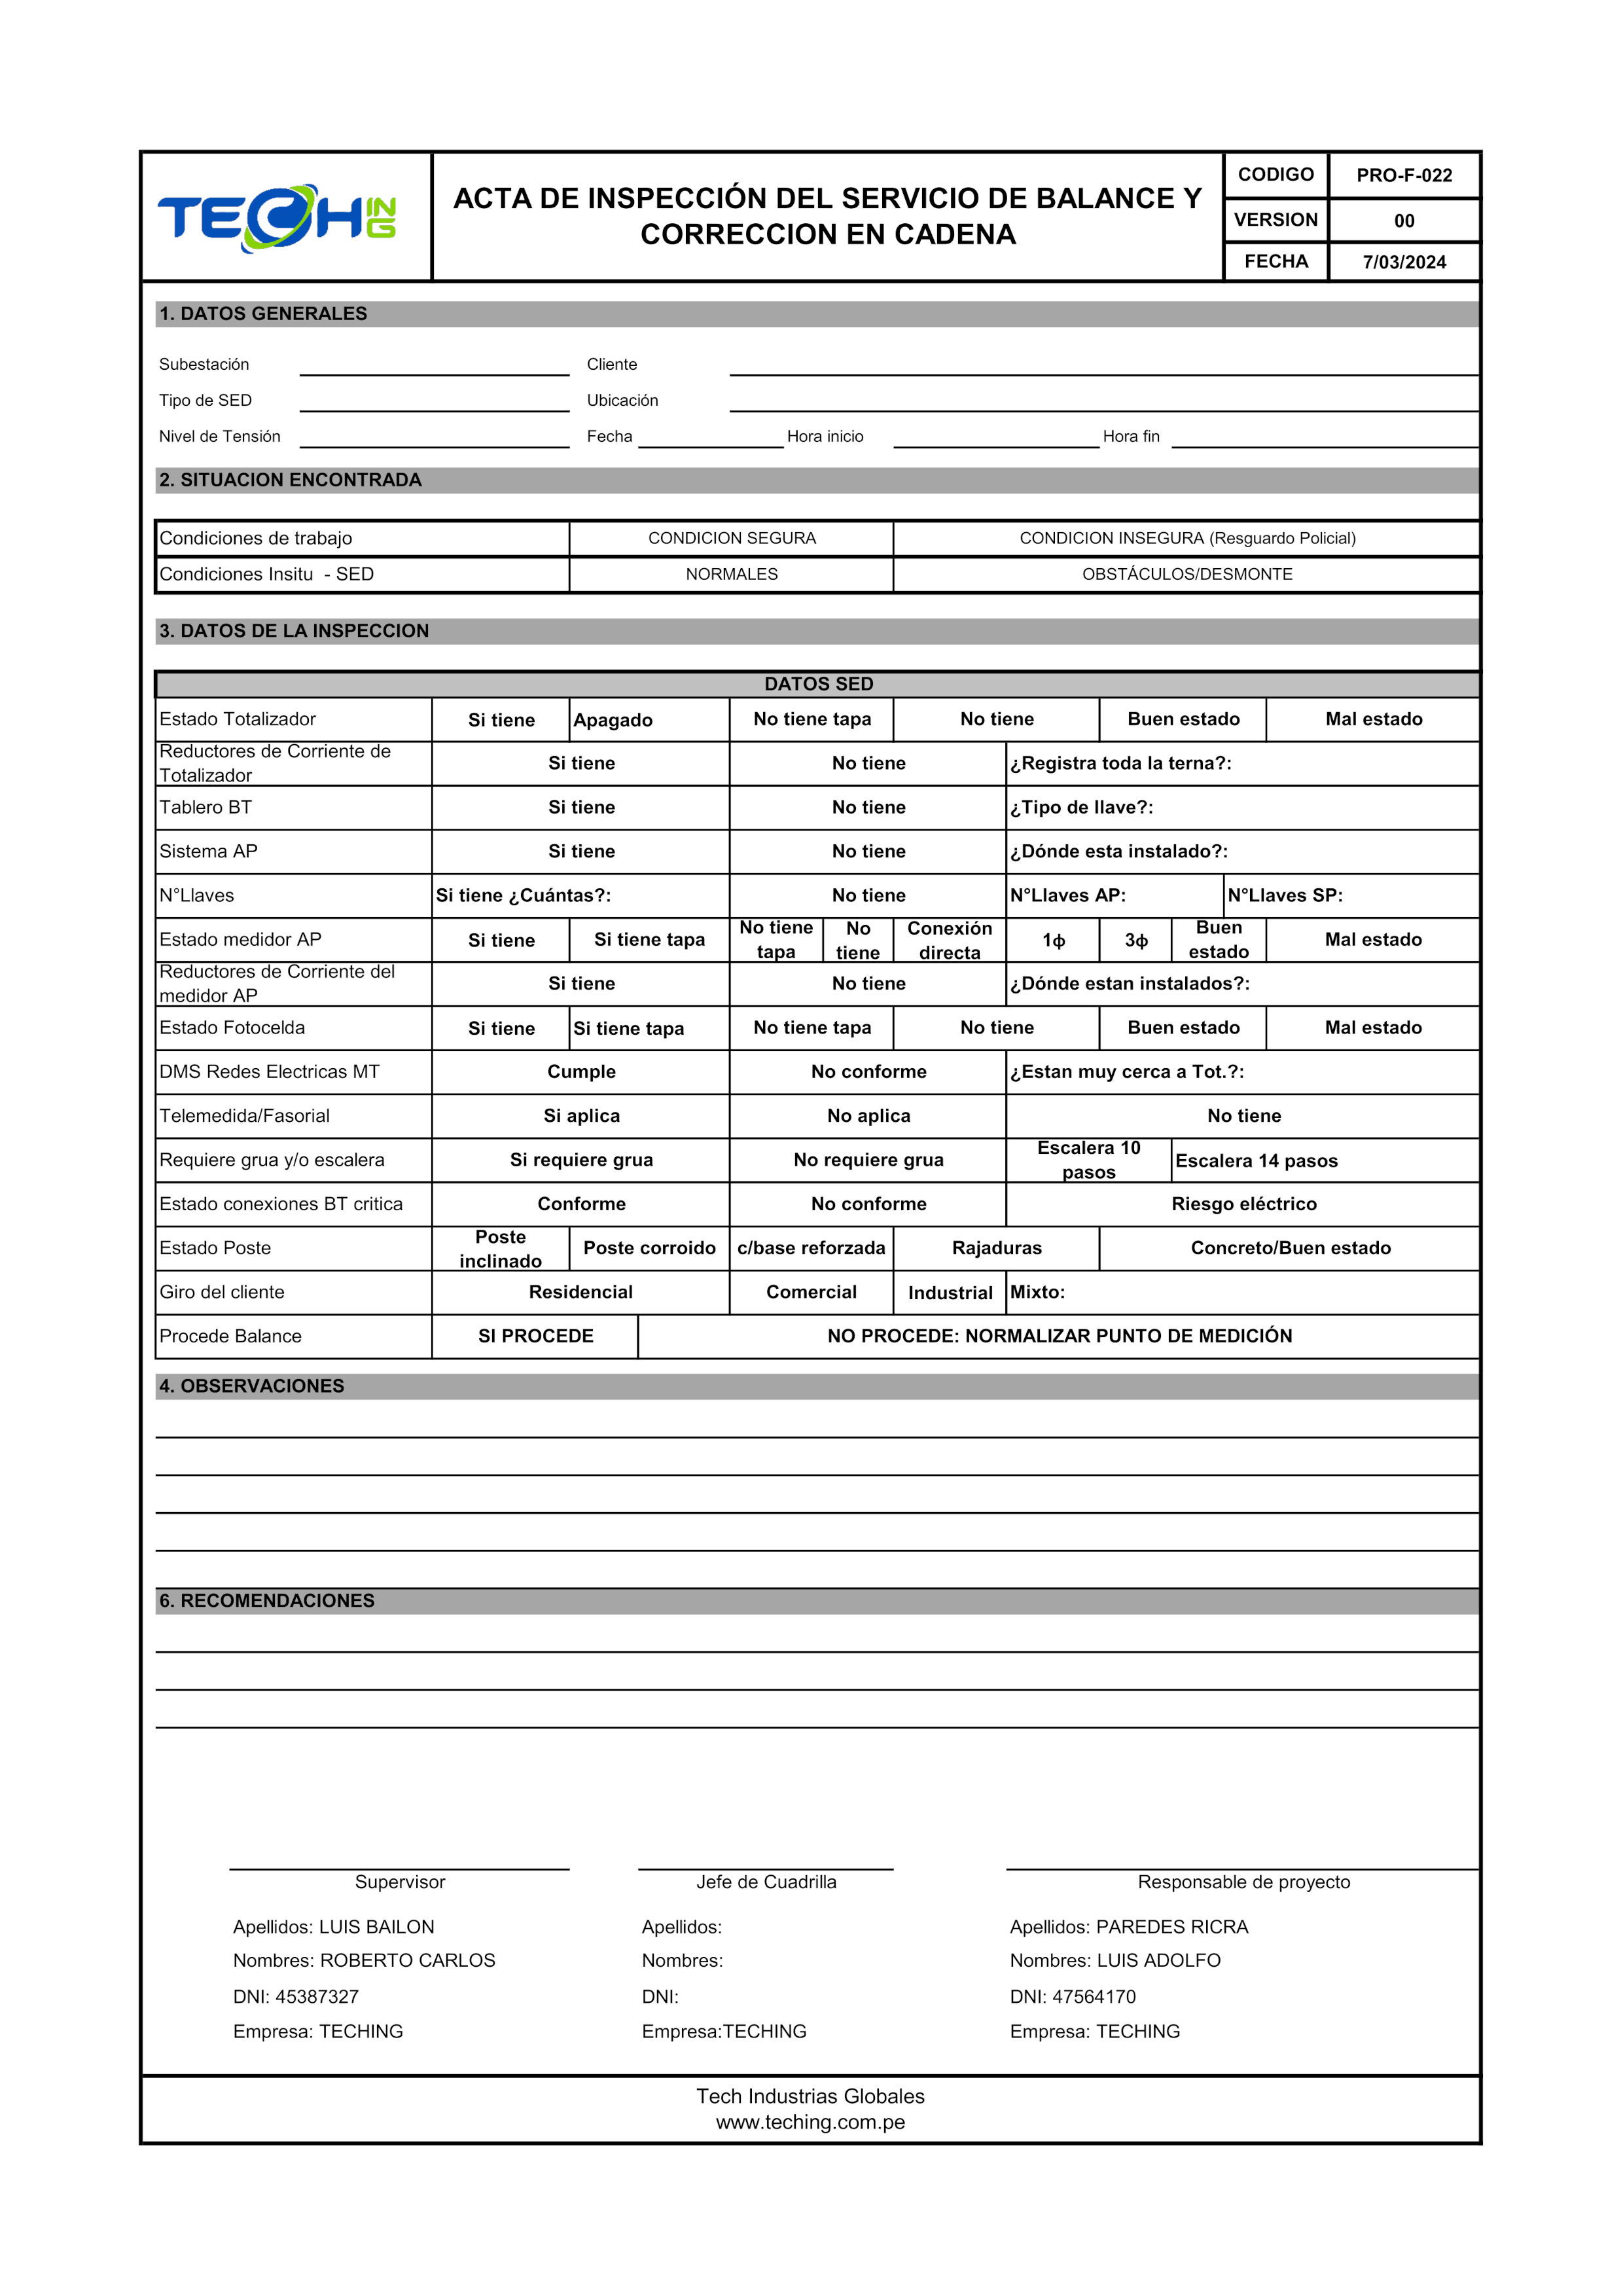 TECHING
ACTA DE INSPECCIÓN DEL SERVICIO DE BALANCE Y
CORRECCION EN CADENA
CODIGO PRO-F-022
VERSION 00
FECHA 7/03/2024
1. DATOS GENERALES
Subestación Cliente
Tipo de SED Ubicación
Nivel de Tensión Fecha Hora inicio Hora fin
2. SITUACION ENCONTRADA
Condiciones de trabajo CONDICION SEGURA CONDICION INSEGURA (Resguardo Policial)
Condiciones Insitu - SED NORMALES OBSTÁCULOS/DESMONTE
3. DATOS DE LA INSPECCION
DATOS SED
Estado Totalizador Si tiene Apagado No tiene tapa No tiene Buen estado Mal estado
Reductores de Corriente de
Totalizador Si tiene No tiene ¿Registra toda la terna?:
Tablero BT Si tiene No tiene ¿Tipo de llave?:
Sistema AP Si tiene No tiene ¿Dónde esta instalado?:
N°Llaves Si tiene ¿Cuántas?: No tiene N°Llaves AP: N°Llaves SP:
Estado medidor AP Si tiene Si tiene tapa No tiene tapa No tiene Conexión directa 1ϕ 3ϕ Buen estado Mal estado
Reductores de Corriente del
medidor AP Si tiene No tiene ¿Dónde estan instalados?:
Estado Fotocelda Si tiene Si tiene tapa No tiene tapa No tiene Buen estado Mal estado
DMS Redes Electricas MT Cumple No conforme ¿Estan muy cerca a Tot.?:
Telemedida/Fasorial Si aplica No aplica No tiene
Requiere grua y/o escalera Si requiere grua No requiere grua Escalera 10 pasos Escalera 14 pasos
Estado conexiones BT critica Conforme No conforme Riesgo eléctrico
Estado Poste Poste inclinado Poste corroido c/base reforzada Rajaduras Concreto/Buen estado
Giro del cliente Residencial Comercial Industrial Mixto:
Procede Balance SI PROCEDE NO PROCEDE: NORMALIZAR PUNTO DE MEDICIÓN
4. OBSERVACIONES
6. RECOMENDACIONES
Supervisor Jefe de Cuadrilla Responsable de proyecto
Apellidos: LUIS BAILON Apellidos: Apellidos: PAREDES RICRA
Nombres: ROBERTO CARLOS Nombres: Nombres: LUIS ADOLFO
DNI: 45387327 DNI: DNI: 47564170
Empresa: TECHING Empresa:TECHING Empresa: TECHING
Tech Industrias Globales
www.teching.com.pe